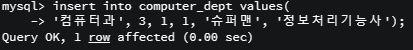 mysql> insert into computer_dept values(
    -> '컴퓨터과', 3, 1, 1, '슈퍼맨', '정보처리기능사');
Query OK, 1 row affected (0.00 sec)